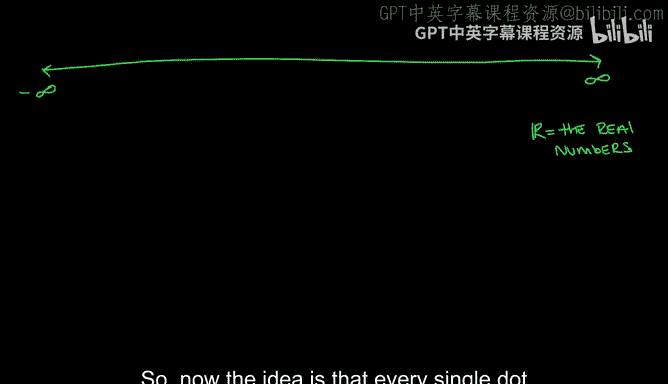 GPT中英字幕课程资源@bilibili.com
GPT中英字幕课程资源 bilibili
-∞ ∞
ℝ = the REAL
NUMBERS
So, now the idea is that every single dot